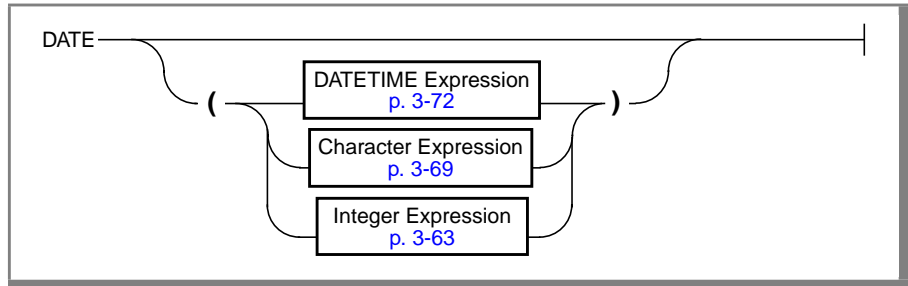 DATE
DATETIME Expression
p. 3-72
( )
Character Expression
p. 3-69
Integer Expression
p. 3-63